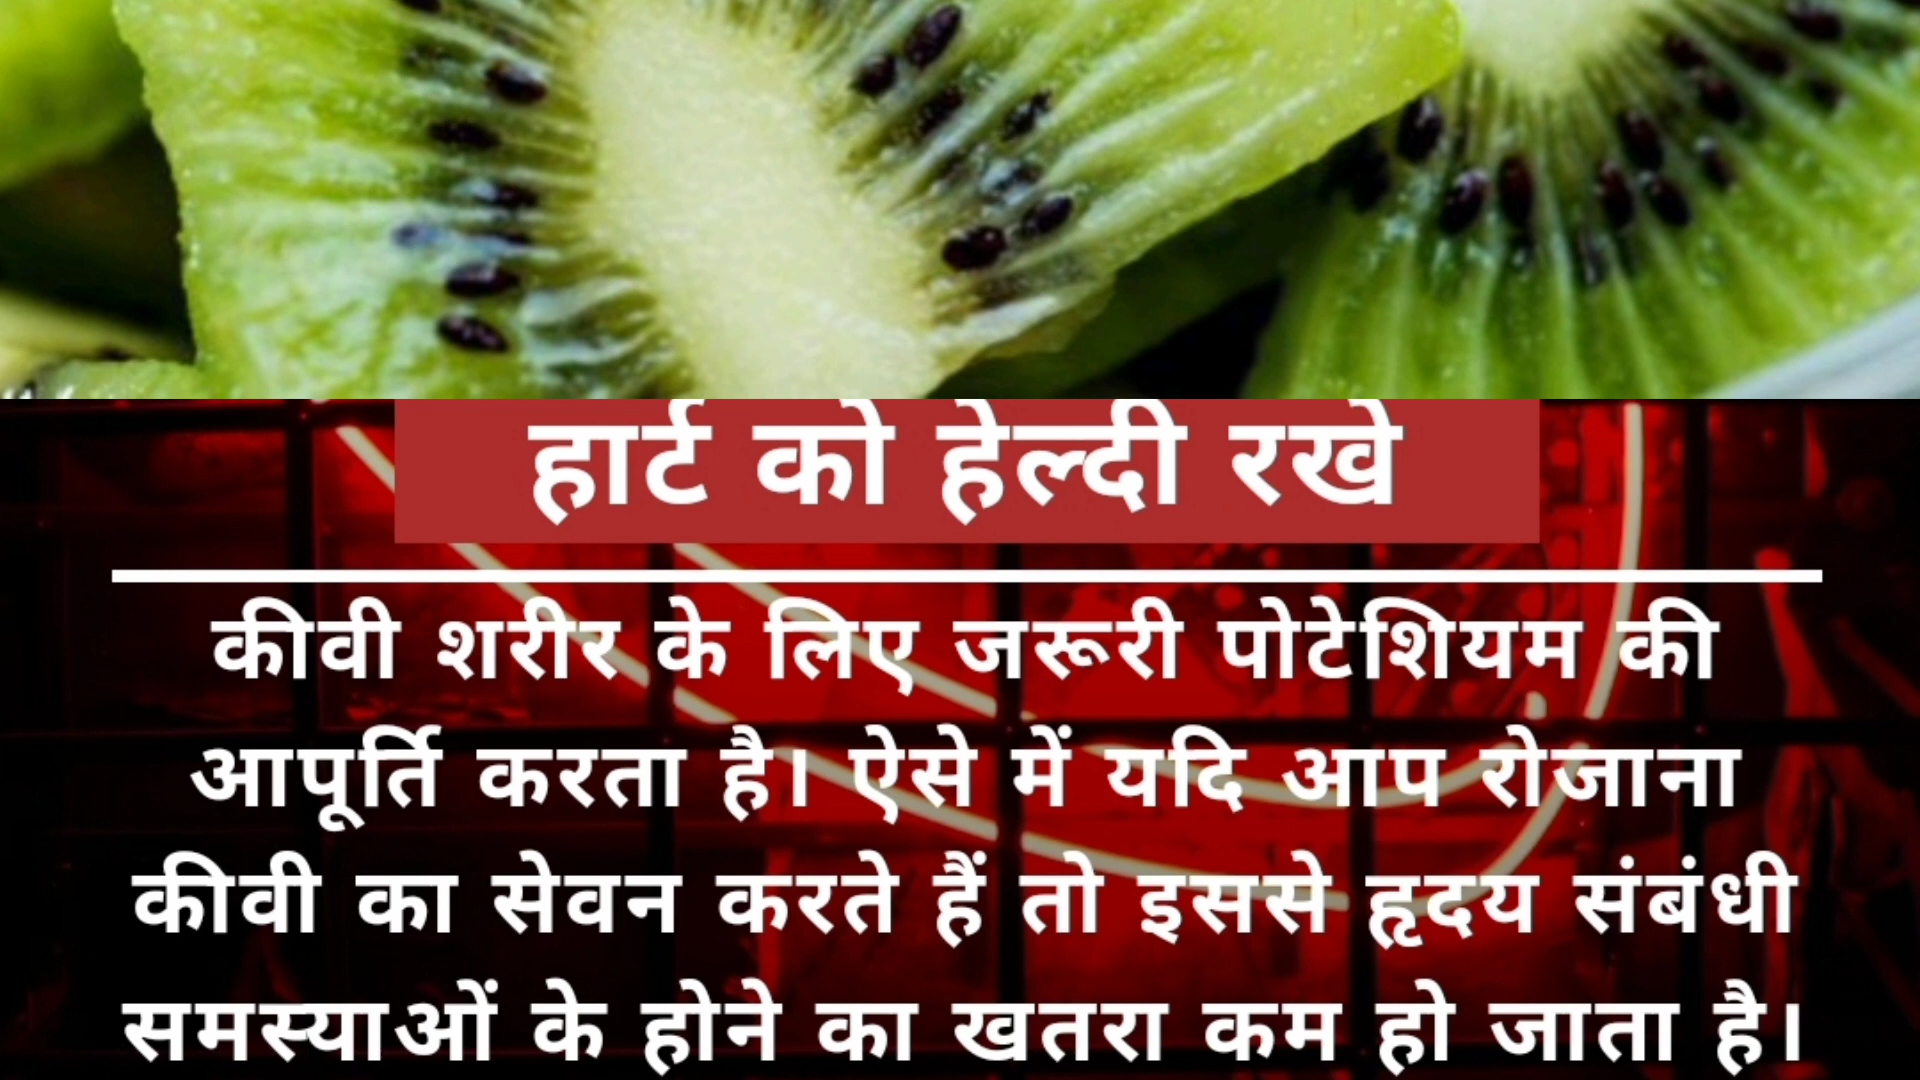 हार्ट को हेल्दी रखे
कीवी शरीर के लिए जरूरी पोटेशियम की
आपूर्ति करता है। ऐसे में यदि आप रोजाना
कीवी का सेवन करते हैं तो इससे हृदय संबंधी
समस्याओं के होने का खतरा कम हो जाता है।